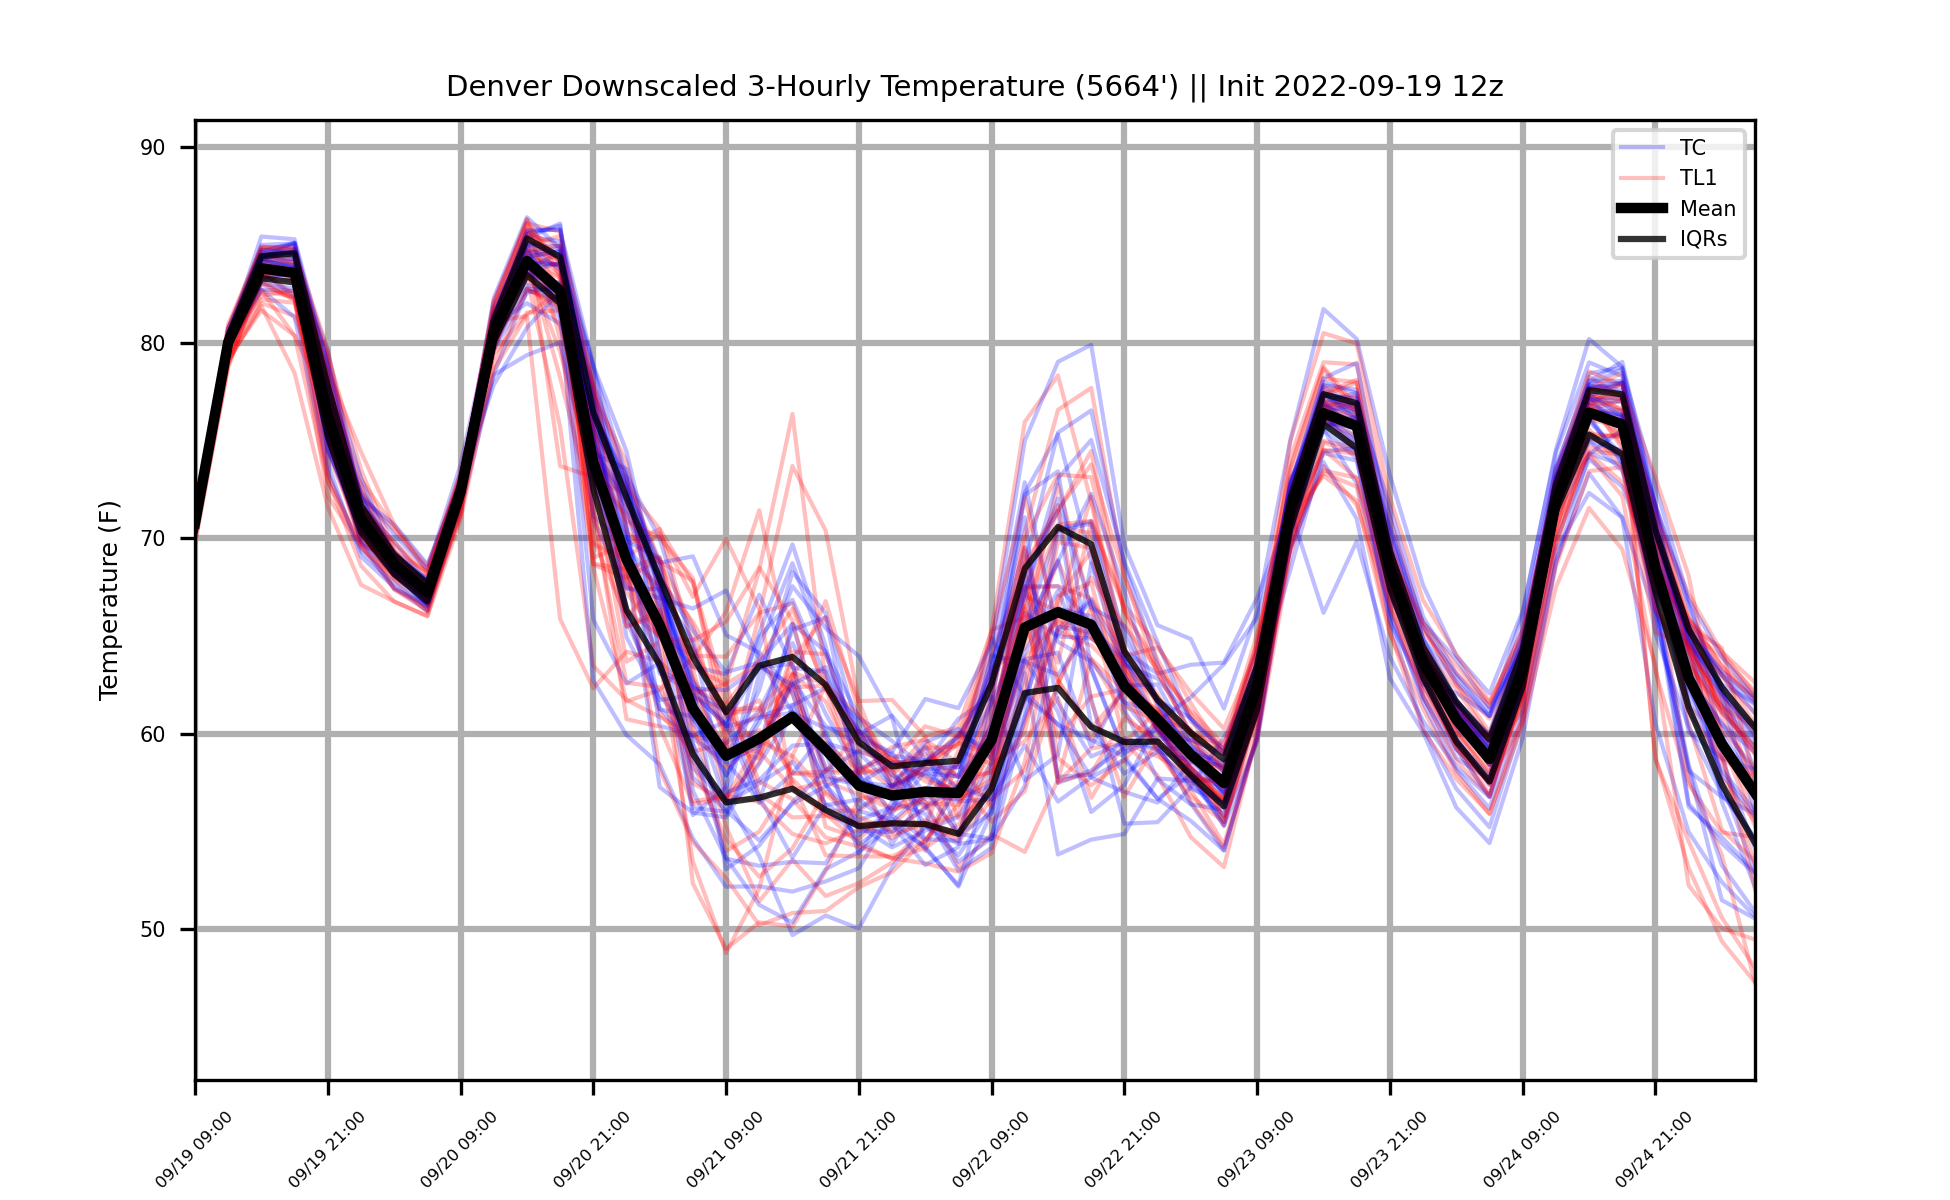 Denver Downscaled 3-Hourly Temperature (5664') || Init 2022-09-19 12z
TC
TL1
Mean
IQRs
Temperature (F)
90
80
70
60
50
09/19 09:00
09/19 21:00
09/20 09:00
09/20 21:00
09/21 09:00
09/21 21:00
09/22 09:00
09/22 21:00
09/23 09:00
09/23 21:00
09/24 09:00
09/24 21:00